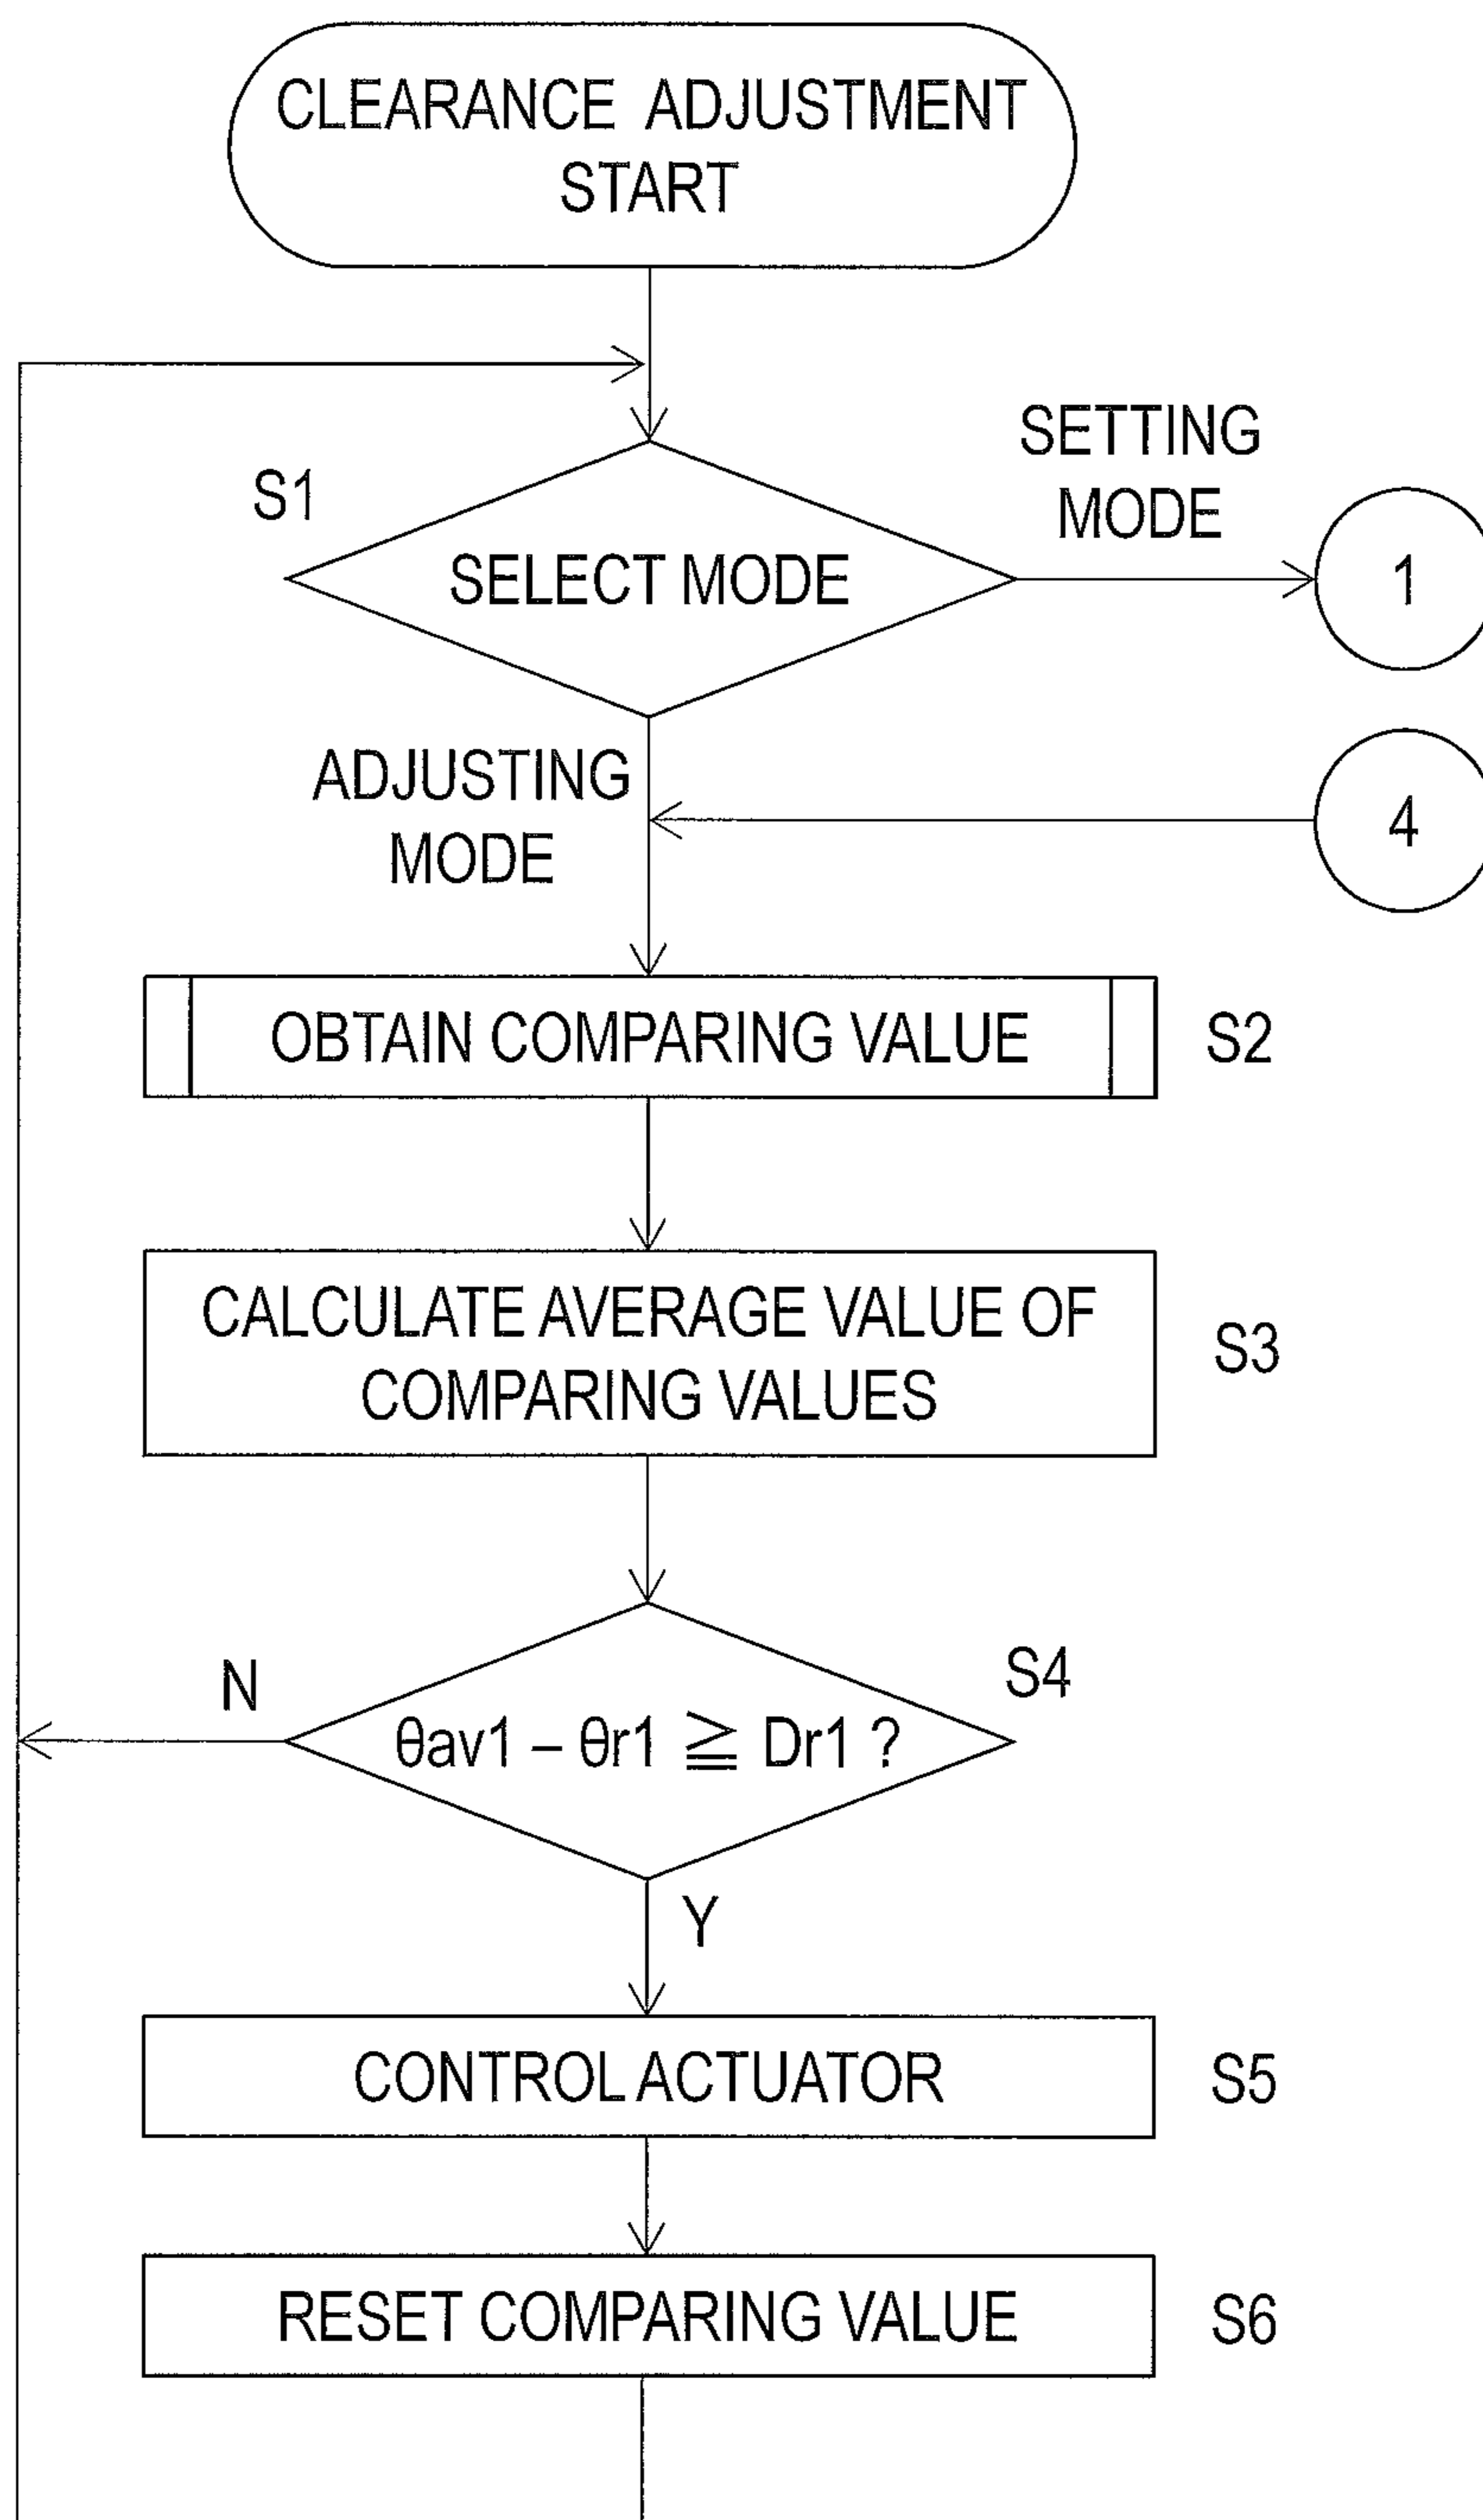 CLEARANCE ADJUSTMENT
START
SETTING
MODE
S1
SELECT MODE
1
ADJUSTING
MODE
4
OBTAIN COMPARING VALUE
S2
CALCULATE AVERAGE VALUE OF
COMPARING VALUES
S3
N
S4
θav1 – θr1 ≧ Dr1 ?
Y
CONTROL ACTUATOR
S5
RESET COMPARING VALUE
S6